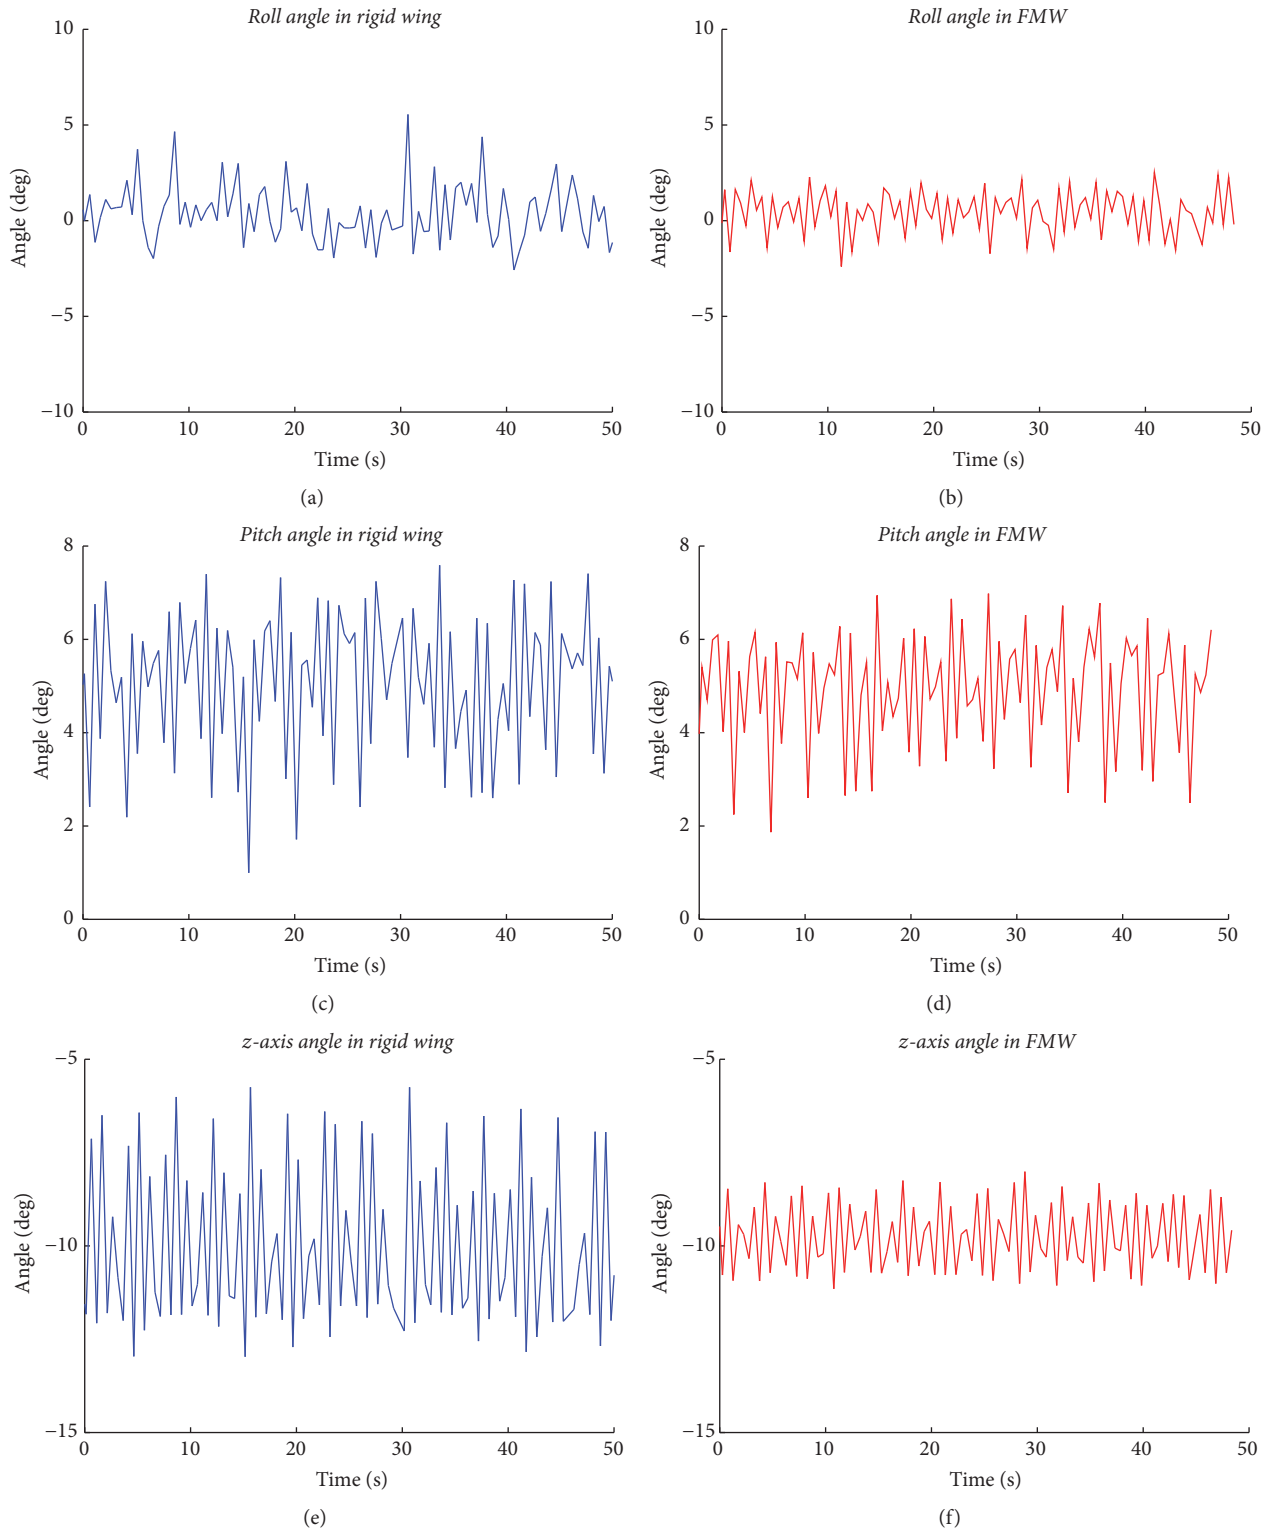 Roll angle in rigid wing
10
5
0
−5
−10
Angle (deg)
0 10 20 30 40 50
Time (s)
(a)
Roll angle in FMW
10
5
0
−5
−10
Angle (deg)
0 10 20 30 40 50
Time (s)
(b)
Pitch angle in rigid wing
8
6
4
2
0
Angle (deg)
0 10 20 30 40 50
Time (s)
(c)
Pitch angle in FMW
8
6
4
2
0
Angle (deg)
0 10 20 30 40 50
Time (s)
(d)
z-axis angle in rigid wing
−5
−10
−15
Angle (deg)
0 10 20 30 40 50
Time (s)
(e)
z-axis angle in FMW
−5
−10
−15
Angle (deg)
0 10 20 30 40 50
Time (s)
(f)